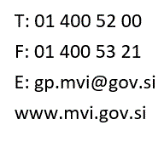 T: 01 400 52 00
F: 01 400 53 21
E: gp.mvi@gov.si
www.mvi.gov.si